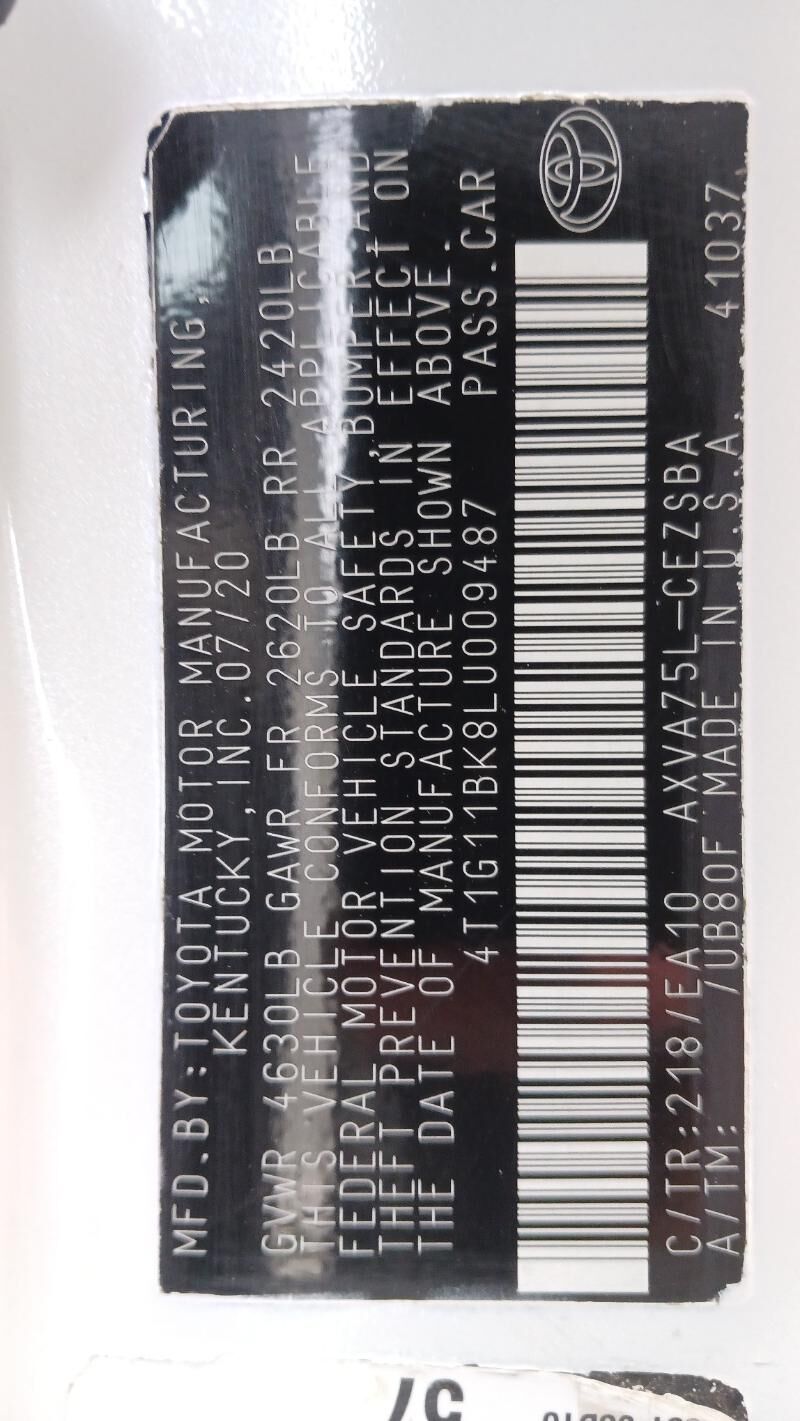 MFD.BY:TOYOTA MOTOR MANUFACTURING,
KENTUCKY,INC.07/20
GVWR 4630LB GAWR FR 2620LB RR 2420LB
THIS VEHICLE CONFORMS TO ALL APPLICABLE
FEDERAL MOTOR VEHICLE SAFETY, BUMPER, AND
THEFT PREVENTION STANDARDS IN EFFECT ON
THE DATE OF MANUFACTURE SHOWN ABOVE.
4T1G11BK8LU009487 PASS.CAR
C/TR:218/EA10 AXVA75L-CEZSBA
A/TM: /UB80F MADE IN U.S.A. 41037
57